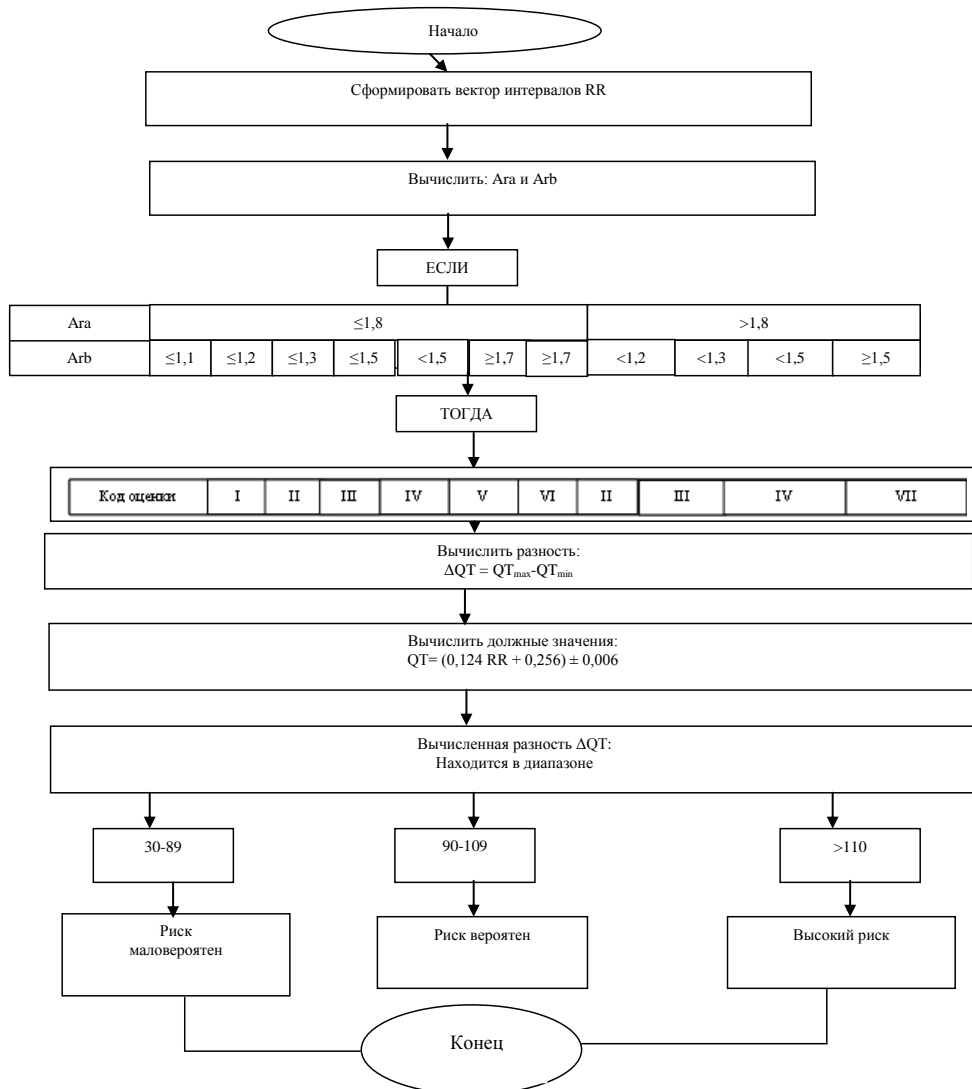 Начало
Сформировать вектор интервалов RR
Вычислить: Ara и Arb
ЕСЛИ
Ara ≤1,8 >1,8
Arb ≤1,1 ≤1,2 ≤1,3 ≤1,5 <1,5 ≥1,7 ≥1,7 <1,2 <1,3 <1,5 ≥1,5
ТОГДА
Код оценки I II III IV V VI II III IV VII
Вычислить разность:
ΔQT = QTmax-QTmin
Вычислить должные значения:
QT= (0,124 RR + 0,256) ± 0,006
Вычисленная разность ΔQT:
Находится в диапазоне
30-89 90-109 >110
Риск
маловероятен
Риск вероятен
Высокий риск
Конец